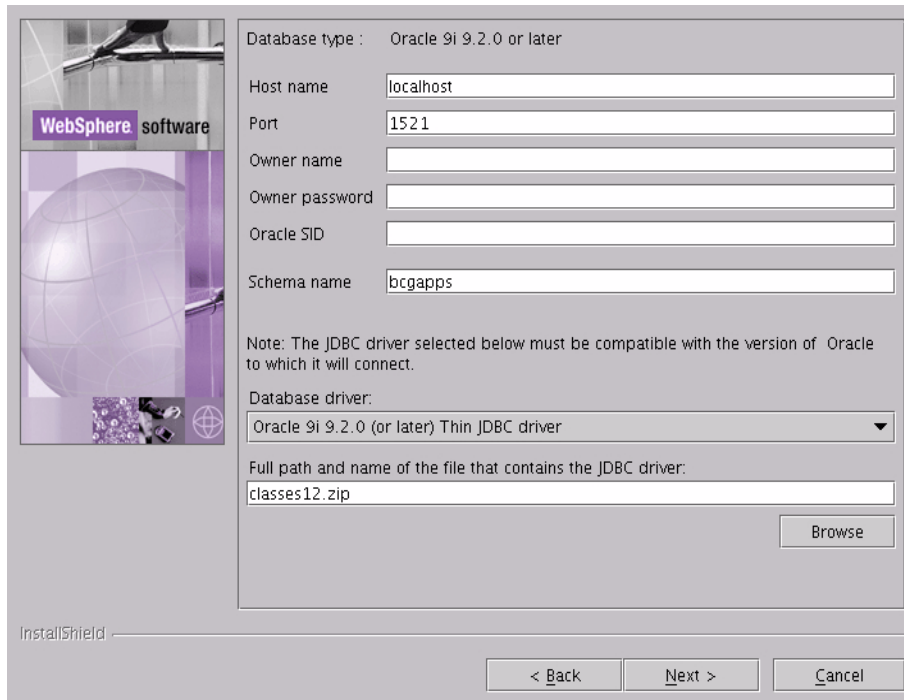 WebSphere software
Database type : Oracle 9i 9.2.0 or later
Host name localhost
Port 1521
Owner name
Owner password
Oracle SID
Schema name bcgapps
Note: The JDBC driver selected below must be compatible with the version of Oracle
to which it will connect.
Database driver:
Oracle 9i 9.2.0 (or later) Thin JDBC driver
Full path and name of the file that contains the JDBC driver:
classes12.zip
Browse
InstallShield
< Back Next > Cancel